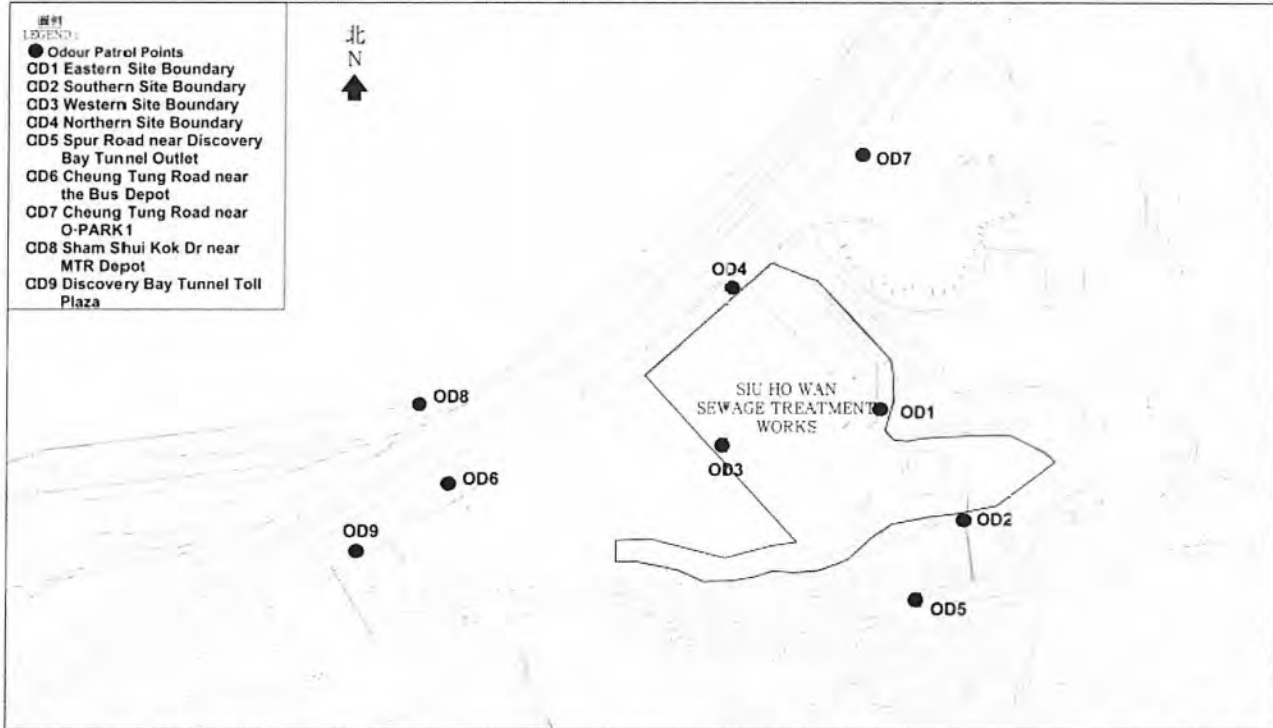 圖例
LEGEND:
Odour Patrol Points
OD1 Eastern Site Boundary
OD2 Southern Site Boundary
OD3 Western Site Boundary
OD4 Northern Site Boundary
OD5 Spur Road near Discovery
Bay Tunnel Outlet
OD6 Cheung Tung Road near
the Bus Depot
OD7 Cheung Tung Road near
O-PARK1
OD8 Sham Shui Kok Dr near
MTR Depot
OD9 Discovery Bay Tunnel Toll
Plaza
北
N
OD7
OD4
SIU HO WAN
SEWAGE TREATMENT
WORKS
OD8
OD1
OD3
OD6
OD2
OD9
OD5